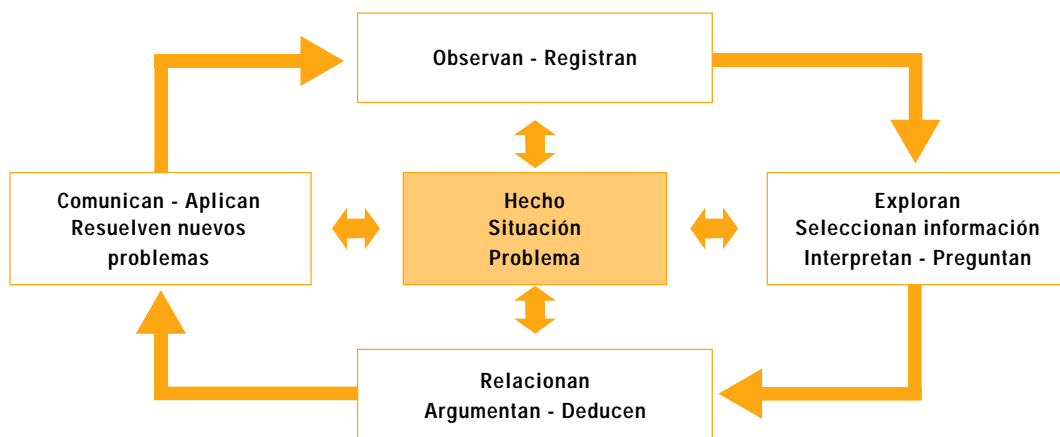 Observan - Registran
Comunican - Aplican
Resuelven nuevos
problemas
Hecho
Situación
Problema
Exploran
Seleccionan información
Interpretan - Preguntan
Relacionan
Argumentan - Deducen